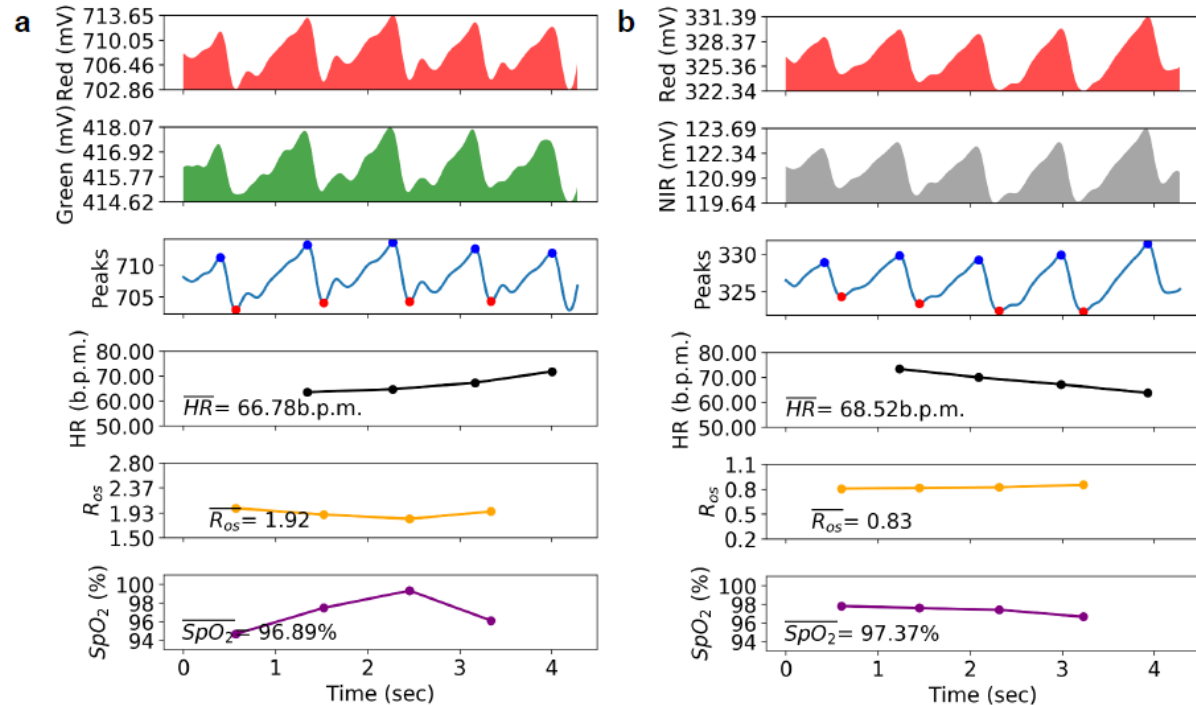 a
Red (mV)
713.65
710.05
706.46
702.86
Green (mV)
418.07
416.92
415.77
414.62
Peaks
710
705
HR (b.p.m.)
80.00
70.00
60.00
50.00
HR= 66.78b.p.m.
Ros
2.80
2.37
1.93
1.50
Ros= 1.92
SpO2 (%)
100
98
96
94
SpO2= 96.89%
0 1 2 3 4
Time (sec)
b
Red (mV)
331.39
328.37
325.36
322.34
NIR (mV)
123.69
122.34
120.99
119.64
Peaks
330
325
HR (b.p.m.)
80.00
70.00
60.00
50.00
HR= 68.52b.p.m.
Ros
1.1
0.8
0.5
0.2
Ros= 0.83
SpO2 (%)
100
98
96
94
SpO2= 97.37%
0 1 2 3 4
Time (sec)